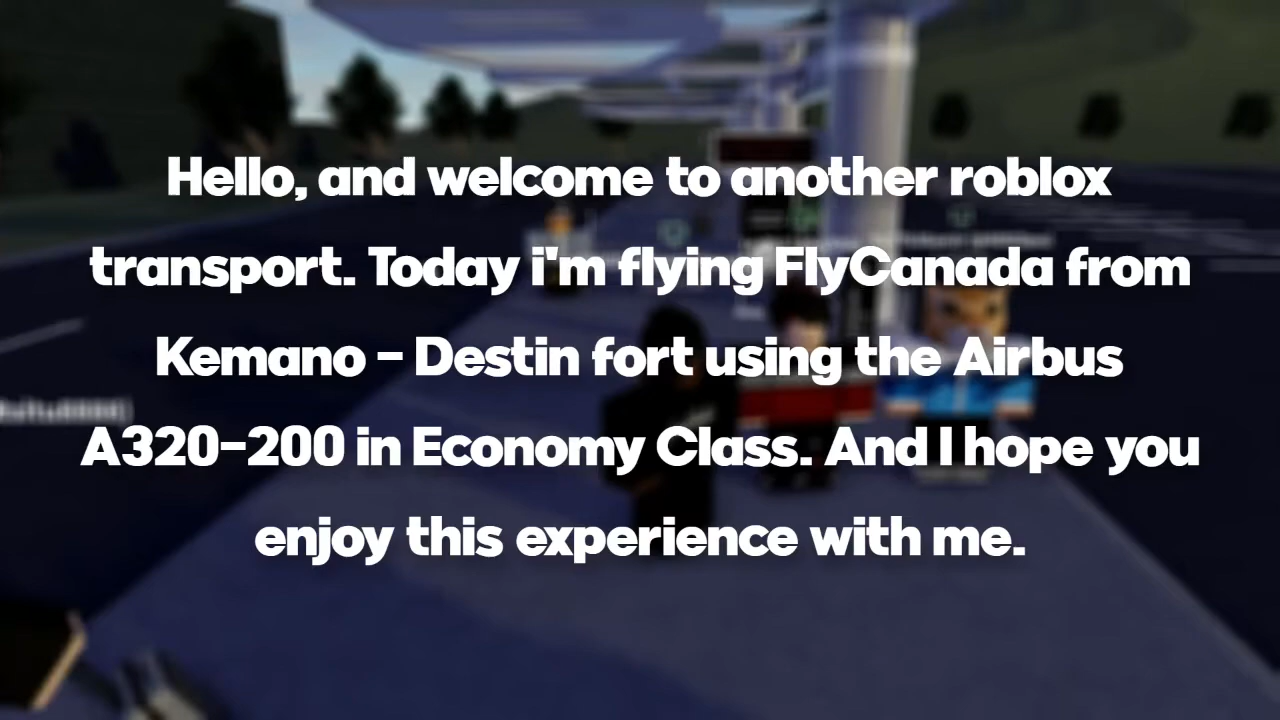 Hello, and welcome to another roblox
transport. Today i'm flying FlyCanada from
Kemano - Destin fort using the Airbus
A320-200 in Economy Class. And I hope you
enjoy this experience with me.